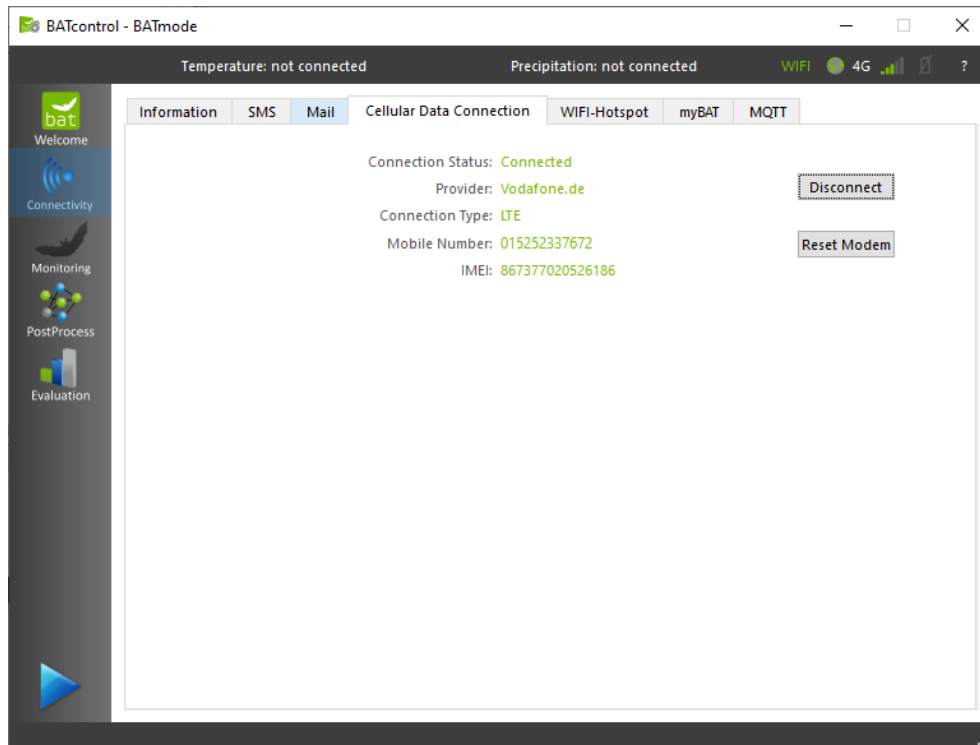 BATcontrol - BATmode
Temperature: not connected Precipitation: not connected WIFI 4G ?
bat
Welcome
Connectivity
Monitoring
PostProcess
Evaluation
Information SMS Mail Cellular Data Connection WIFI-Hotspot myBAT MQTT
Connection Status: Connected
Provider: Vodafone.de
Disconnect
Connection Type: LTE
Mobile Number: 015252337672
Reset Modem
IMEI: 867377020526186